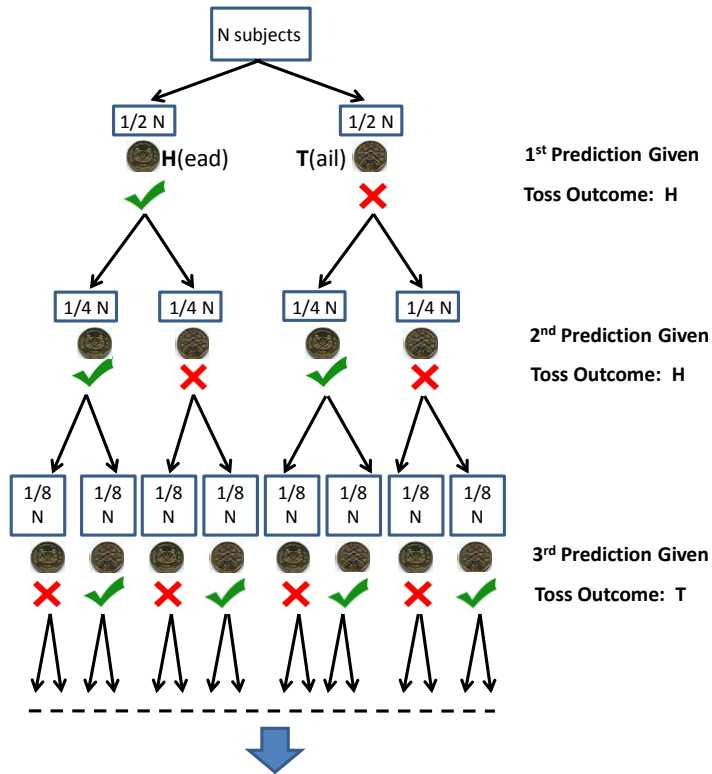 N subjects
1/2 N
1/2 N
H(ead)
T(ail)
1st Prediction Given
Toss Outcome: H
1/4 N
1/4 N
1/4 N
1/4 N
2nd Prediction Given
Toss Outcome: H
1/8
N
1/8
N
1/8
N
1/8
N
1/8
N
1/8
N
1/8
N
1/8
N
3rd Prediction Given
Toss Outcome: T